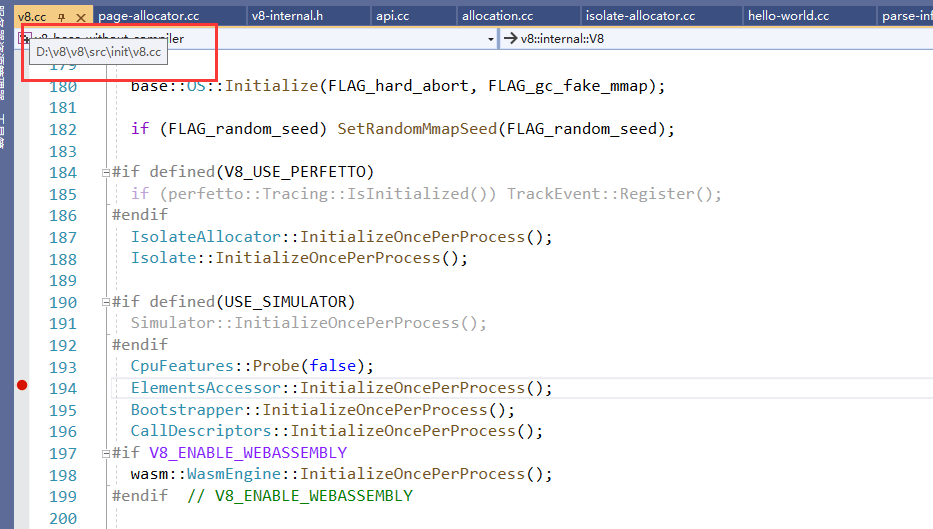 v8.cc page-allocator.cc v8-internal.h api.cc allocation.cc isolate-allocator.cc hello-world.cc parse-inf
v8_base_without_compiler v8::internal::V8
D:\v8\v8\src\init\v8.cc
179
180 base::OS::Initialize(FLAG_hard_abort, FLAG_gc_fake_mmap);
181
182 if (FLAG_random_seed) SetRandomMmapSeed(FLAG_random_seed);
183
184 #if defined(V8_USE_PERFETTO)
185 if (perfetto::Tracing::IsInitialized()) TrackEvent::Register();
186 #endif
187 IsolateAllocator::InitializeOncePerProcess();
188 Isolate::InitializeOncePerProcess();
189
190 #if defined(USE_SIMULATOR)
191 Simulator::InitializeOncePerProcess();
192 #endif
193 CpuFeatures::Probe(false);
194 ElementsAccessor::InitializeOncePerProcess();
195 Bootstrapper::InitializeOncePerProcess();
196 CallDescriptors::InitializeOncePerProcess();
197 #if V8_ENABLE_WEBASSEMBLY
198 wasm::WasmEngine::InitializeOncePerProcess();
199 #endif // V8_ENABLE_WEBASSEMBLY
200